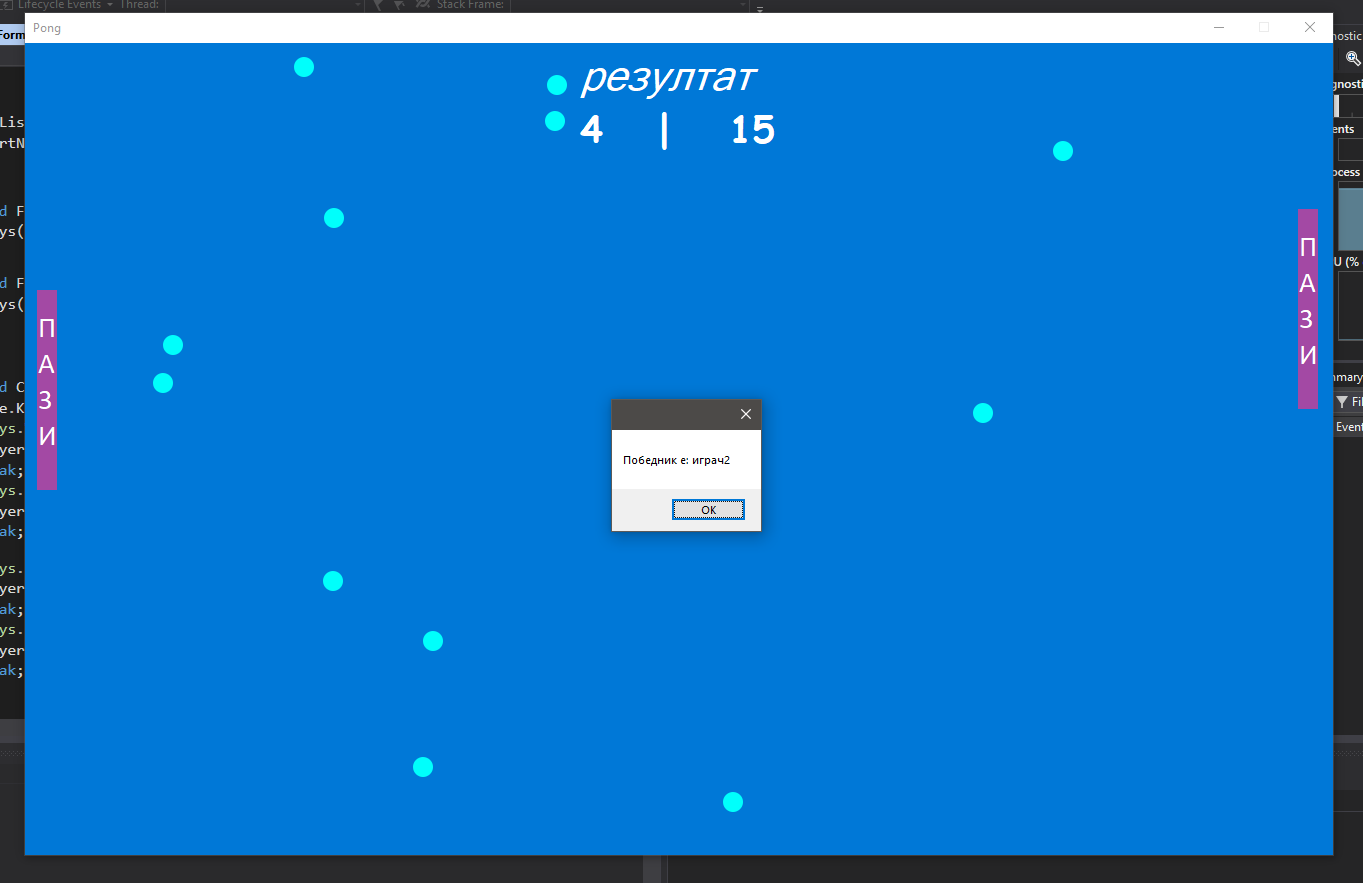 Lifecycle Events
Thread:
Stack Frame:
Form
Pong
nostic
резултат
4 | 15
gnosti
Lis
rtN
ents
ocess
d F
ys(
П
А
З
И
U (%
d F
ys(
П
А
З
И
mmary
d C
e.K
Fil
ys.
Event
yer
ak;
Победник е: играч2
ys.
OK
yer
ak;
ys.
yer
ak;
ys.
yer
ak;